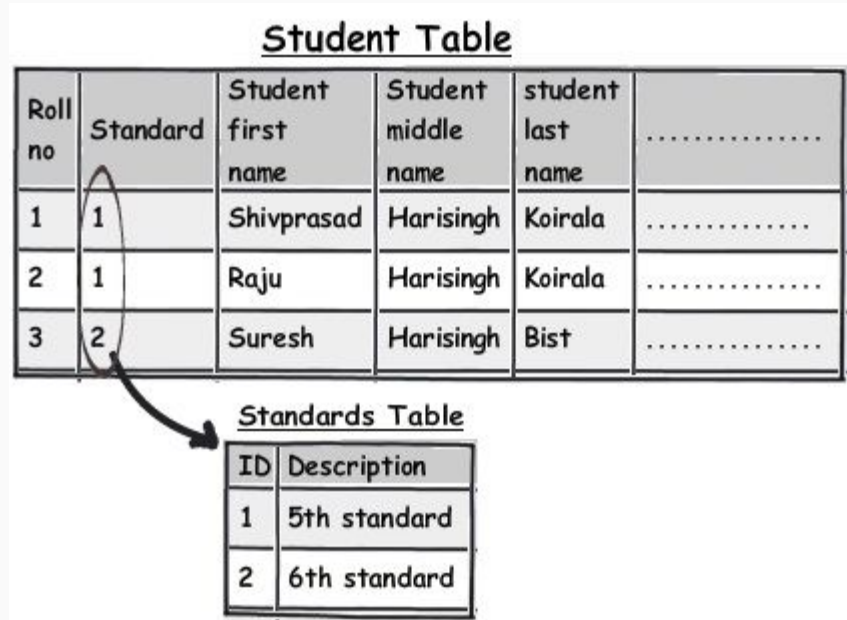 Student Table
Roll no Standard Student first name Student middle name student last name ...............
1 1 Shivprasad Harisingh Koirala ..............
2 1 Raju Harisingh Koirala ...............
3 2 Suresh Harisingh Bist ...............
Standards Table
ID Description
1 5th standard
2 6th standard